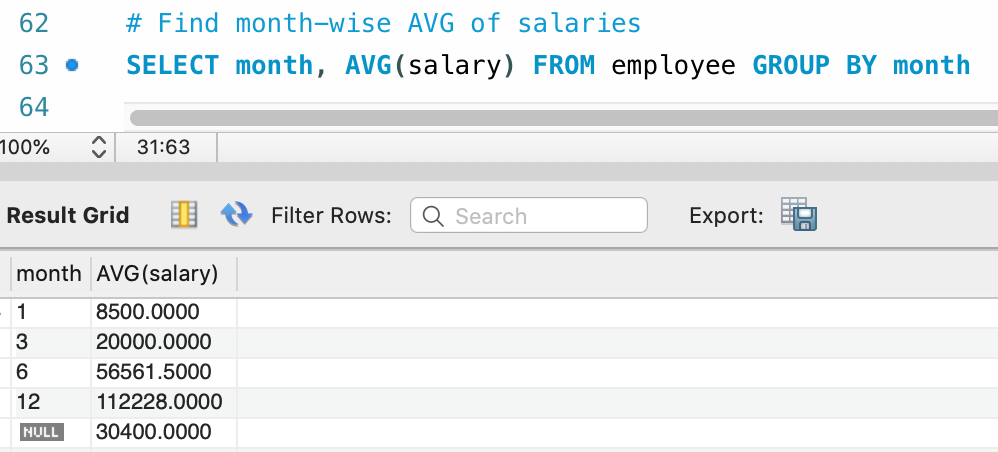 62 # Find month-wise AVG of salaries
63 SELECT month, AVG(salary) FROM employee GROUP BY month
64
100% 31:63
Result Grid Filter Rows: Search Export:
month AVG(salary)
1 8500.0000
3 20000.0000
6 56561.5000
12 112228.0000
NULL 30400.0000